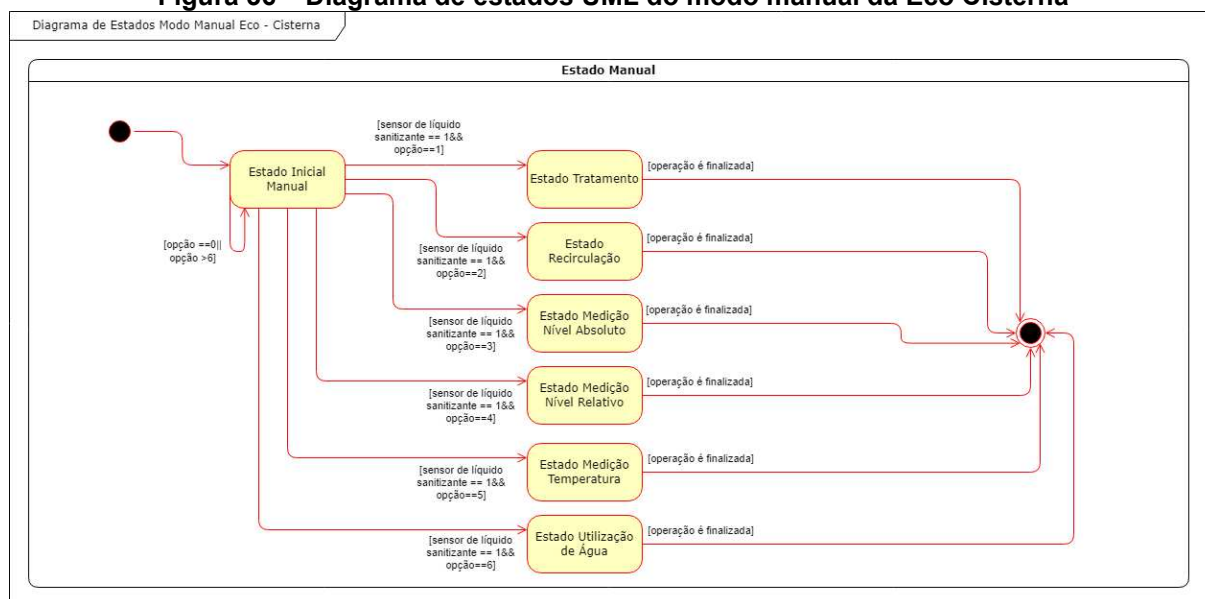 Figura 30 – Diagrama de estados UML do modo manual da Eco Cisterna
Diagrama de Estados Modo Manual Eco - Cisterna
Estado Manual
[sensor de líquido
sanitizante == 1&&
opção==1]
Estado Inicial
Manual
[opção ==0||
opção >6]
Estado Tratamento
[operação é finalizada]
[sensor de líquido
sanitizante == 1&&
opção==2]
Estado
Recirculação
[operação é finalizada]
[sensor de líquido
sanitizante == 1&&
opção==3]
Estado Medição
Nível Absoluto
[operação é finalizada]
[sensor de líquido
sanitizante == 1&&
opção==4]
Estado Medição
Nível Relativo
[operação é finalizada]
[sensor de líquido
sanitizante == 1&&
opção==5]
Estado Medição
Temperatura
[operação é finalizada]
[sensor de líquido
sanitizante == 1&&
opção==6]
Estado Utilização
de Água
[operação é finalizada]